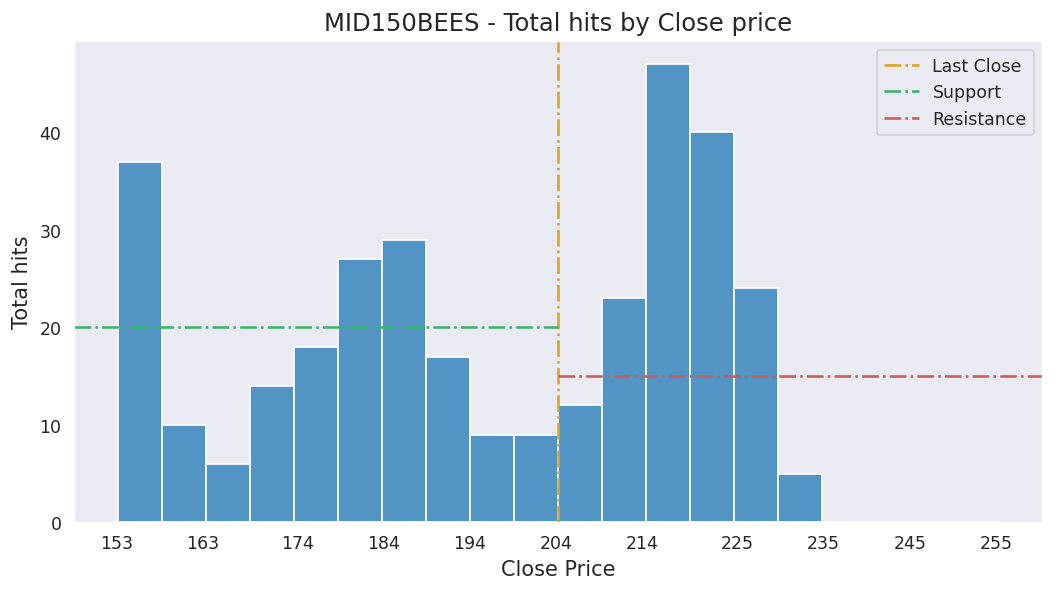 MID150BEES - Total hits by Close price
Last Close
Support
Resistance
Total hits
40
30
20
10
0
153 163 174 184 194 204 214 225 235 245 255
Close Price